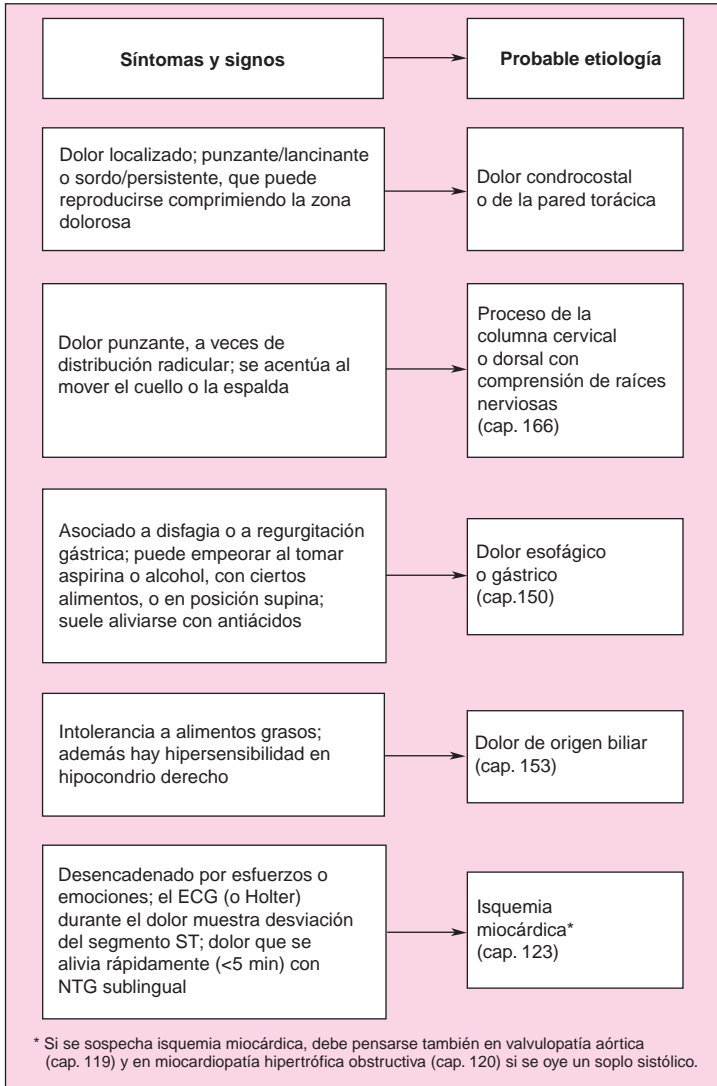 Síntomas y signos
Probable etiología
Dolor localizado; punzante/lancinante
o sordo/persistente, que puede
reproducirse comprimiendo la zona
dolorosa
Dolor condrocostal
o de la pared torácica
Dolor punzante, a veces de
distribución radicular; se acentúa al
mover el cuello o la espalda
Proceso de la
columna cervical
o dorsal con
comprensión de raíces
nerviosas
(cap. 166)
Asociado a disfagia o a regurgitación
gástrica; puede empeorar al tomar
aspirina o alcohol, con ciertos
alimentos, o en posición supina;
suele aliviarse con antiácidos
Dolor esofágico
o gástrico
(cap.150)
Intolerancia a alimentos grasos;
además hay hipersensibilidad en
hipocondrio derecho
Dolor de origen biliar
(cap. 153)
Desencadenado por esfuerzos o
emociones; el ECG (o Holter)
durante el dolor muestra desviación
del segmento ST; dolor que se
alivia rápidamente (<5 min) con
NTG sublingual
Isquemia
miocárdica*
(cap. 123)
* Si se sospecha isquemia miocárdica, debe pensarse también en valvulopatía aórtica
(cap. 119) y en miocardiopatía hipertrófica obstructiva (cap. 120) si se oye un soplo sistólico.